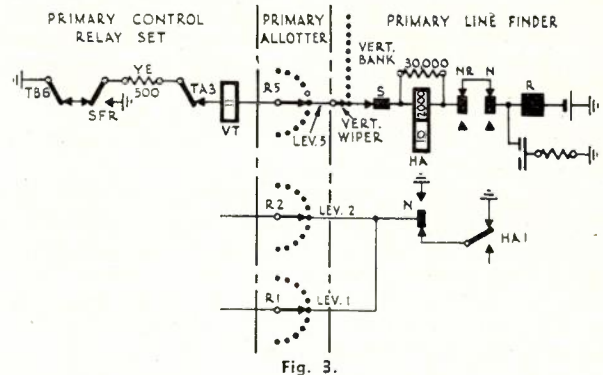 PRIMARY CONTROL
RELAY SET
PRIMARY
ALLOTTER
PRIMARY LINE FINDER
VERT.
BANK
30,000
NR N
YE
500
TA3
R5
S
2000
10
R
TB6
SFR
VT
LEV.5
VERT.
WIPER
HA
R2
LEV. 2
N
HA1
R1
LEV. 1
Fig. 3.